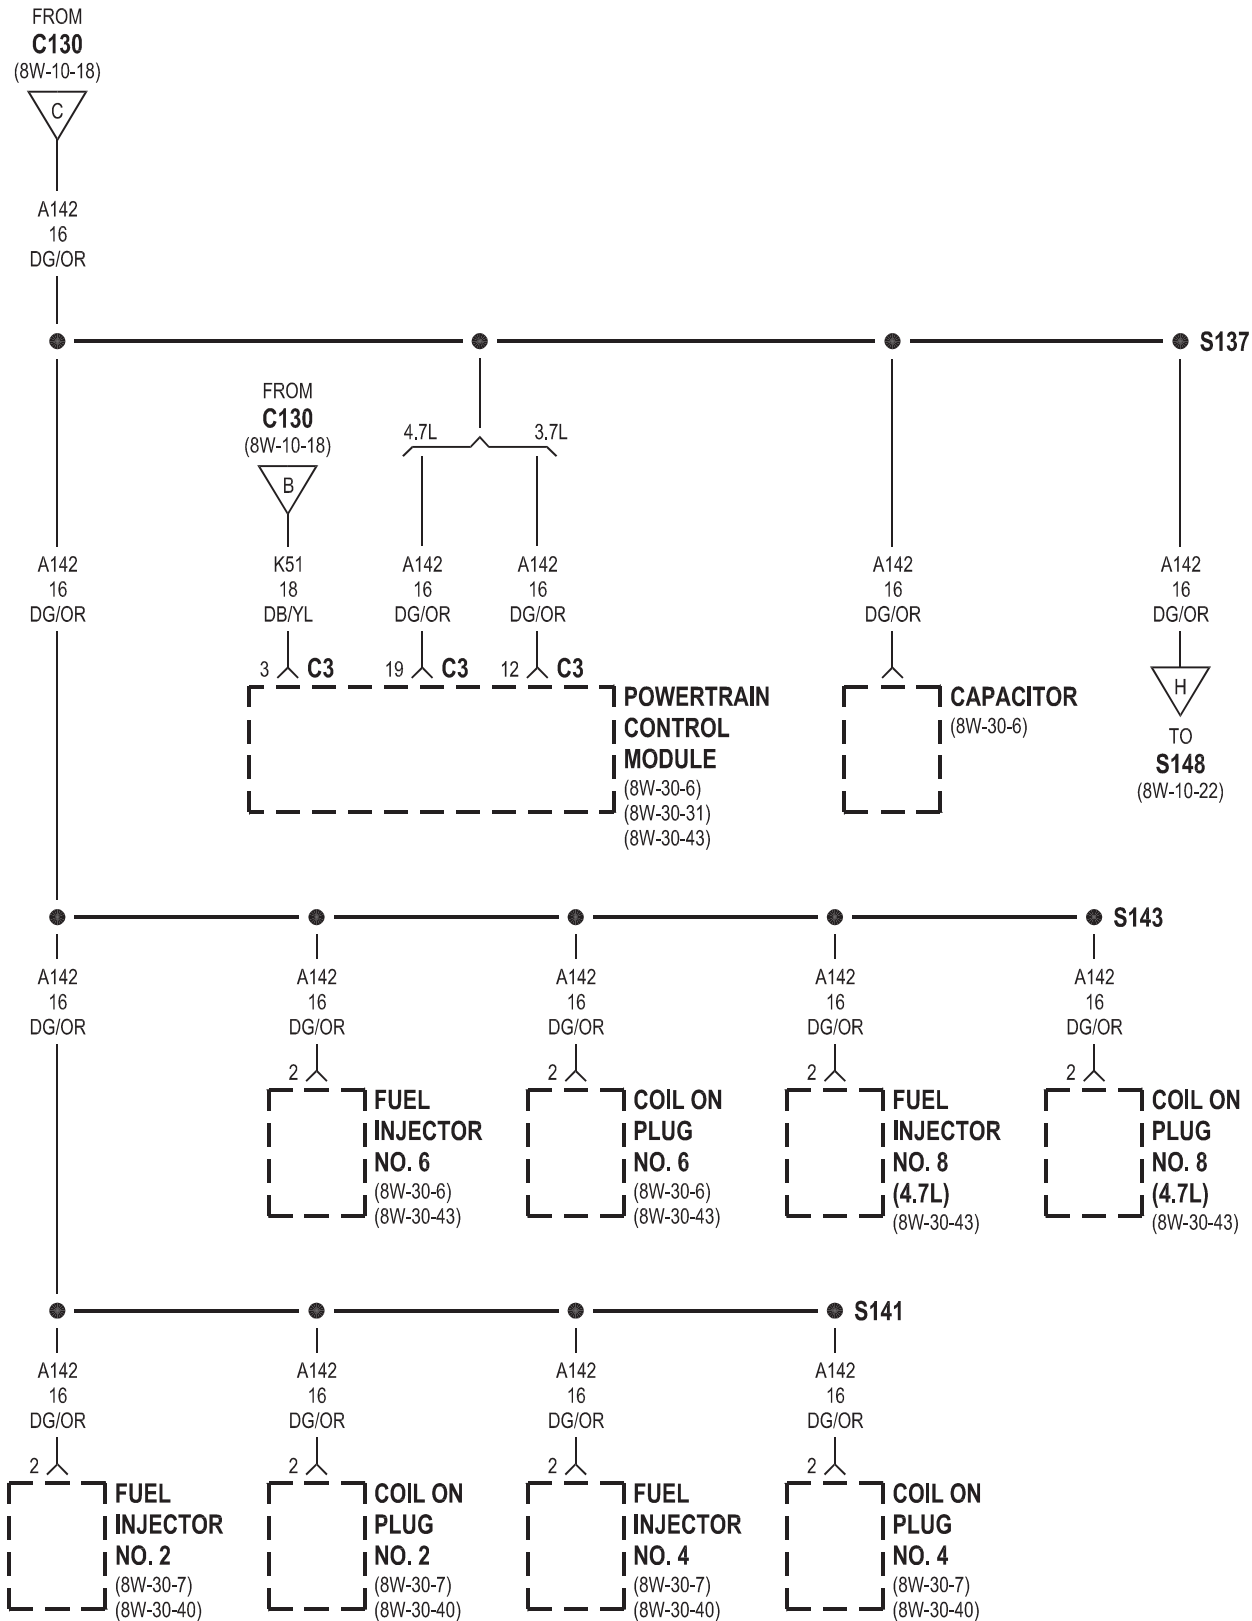 FROM
C130
(8W-10-18)
C
A142
16
DG/OR
S137
FROM
C130
(8W-10-18)
B
4.7L
3.7L
A142
16
DG/OR
K51
18
DB/YL
A142
16
DG/OR
A142
16
DG/OR
A142
16
DG/OR
A142
16
DG/OR
3
C3
19
C3
12
C3
POWERTRAIN
CONTROL
MODULE
(8W-30-6)
(8W-30-31)
(8W-30-43)
CAPACITOR
(8W-30-6)
H
TO
S148
(8W-10-22)
S143
A142
16
DG/OR
A142
16
DG/OR
A142
16
DG/OR
A142
16
DG/OR
A142
16
DG/OR
2
FUEL
INJECTOR
NO. 6
(8W-30-6)
(8W-30-43)
2
COIL ON
PLUG
NO. 6
(8W-30-6)
(8W-30-43)
2
FUEL
INJECTOR
NO. 8
(4.7L)
(8W-30-43)
2
COIL ON
PLUG
NO. 8
(4.7L)
(8W-30-43)
S141
A142
16
DG/OR
A142
16
DG/OR
A142
16
DG/OR
A142
16
DG/OR
2
FUEL
INJECTOR
NO. 2
(8W-30-7)
(8W-30-40)
2
COIL ON
PLUG
NO. 2
(8W-30-7)
(8W-30-40)
2
FUEL
INJECTOR
NO. 4
(8W-30-7)
(8W-30-40)
2
COIL ON
PLUG
NO. 4
(8W-30-7)
(8W-30-40)